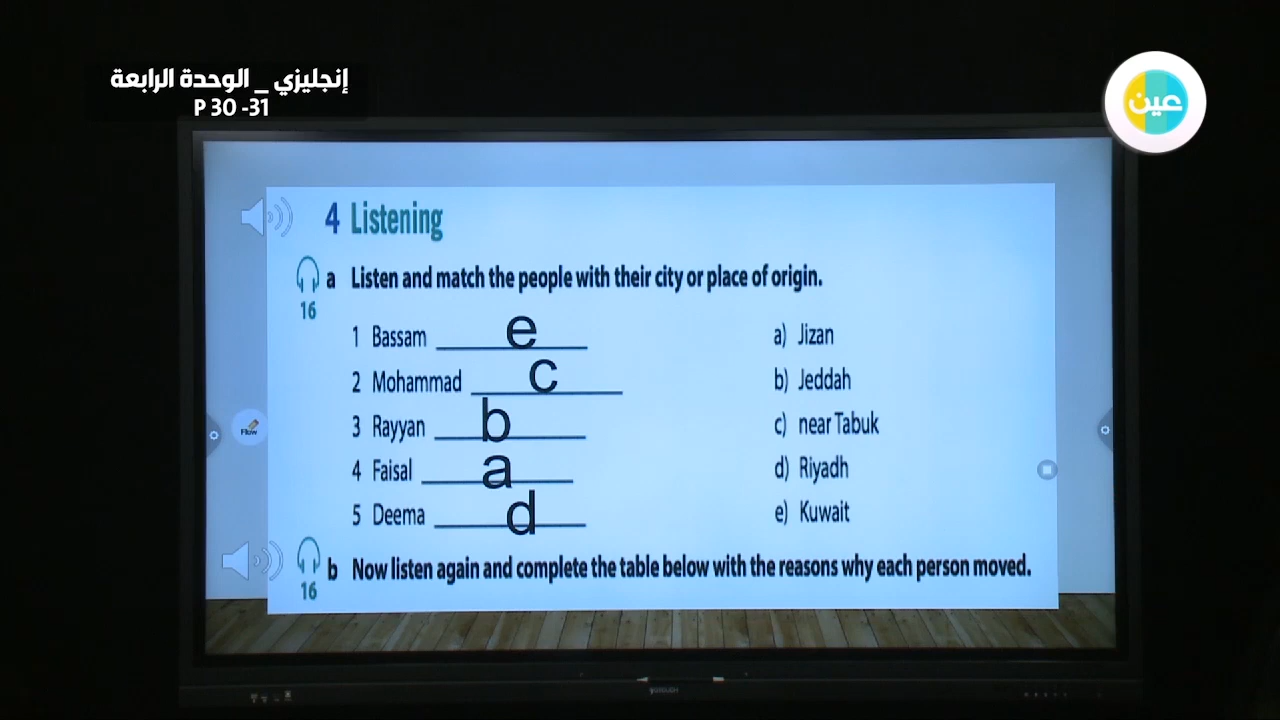 إنجليزي _ الوحدة الرابعة
P 30 -31
عين
4 Listening
16
a Listen and match the people with their city or place of origin.
1 Bassam e
2 Mohammad c
3 Rayyan b
4 Faisal a
5 Deema d
a) Jizan
b) Jeddah
c) near Tabuk
d) Riyadh
e) Kuwait
Flow
16
b Now listen again and complete the table below with the reasons why each person moved.